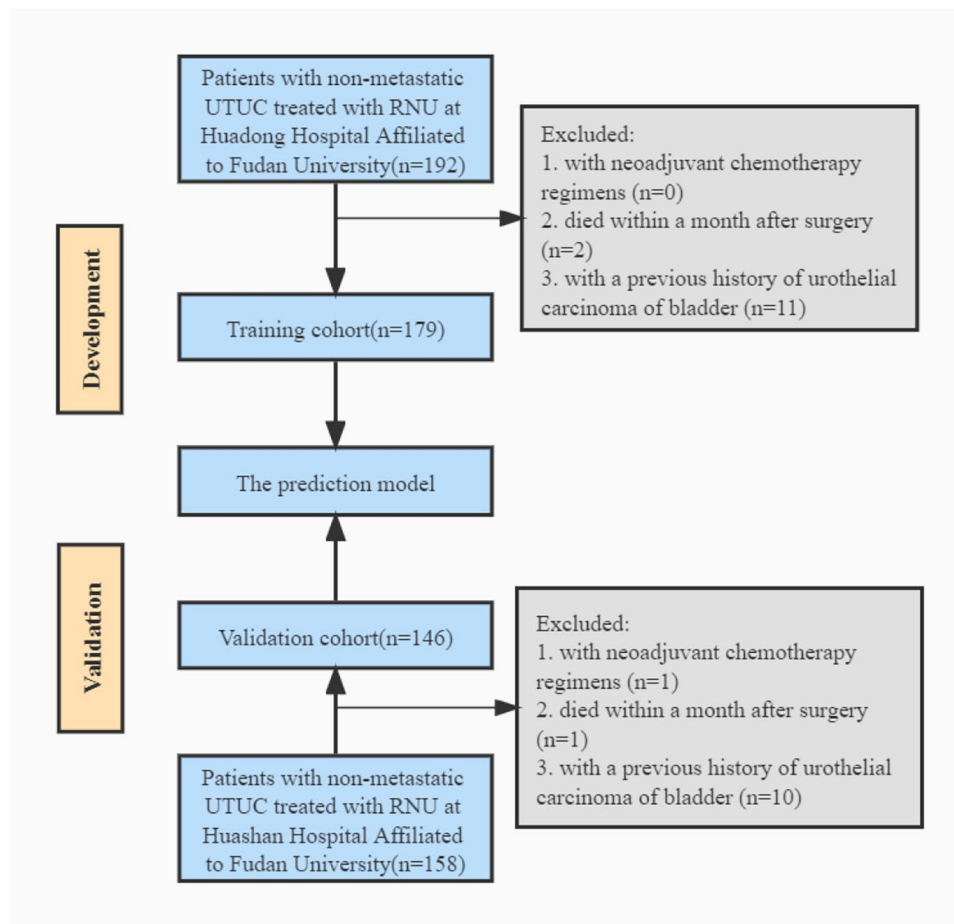 Patients with non-metastatic
UTUC treated with RNU at
Huadong Hospital Affiliated
to Fudan University(n=192)
Excluded:
1. with neoadjuvant chemotherapy
regimens (n=0)
2. died within a month after surgery
(n=2)
3. with a previous history of urothelial
carcinoma of bladder (n=11)
Development
Training cohort(n=179)
The prediction model
Validation
Validation cohort(n=146)
Excluded:
1. with neoadjuvant chemotherapy
regimens (n=1)
2. died within a month after surgery
(n=1)
3. with a previous history of urothelial
carcinoma of bladder (n=10)
Patients with non-metastatic
UTUC treated with RNU at
Huashan Hospital Affiliated
to Fudan University(n=158)